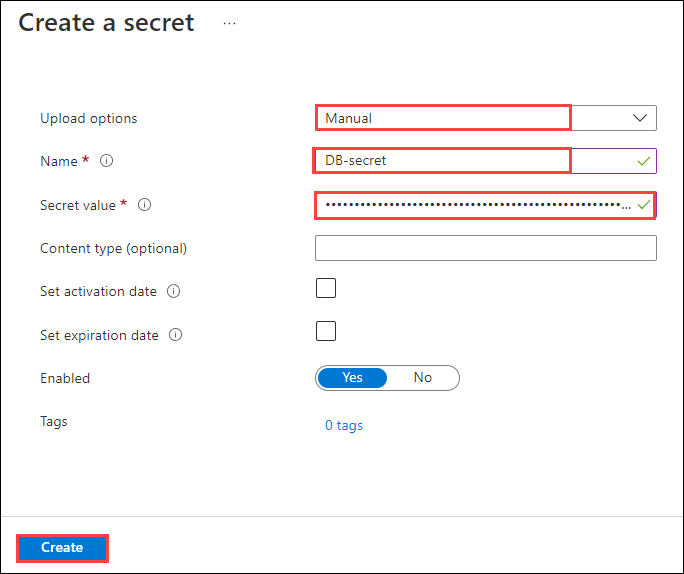 Create a secret ...
Upload options Manual
Name * DB-secret
Secret value * ••••••••••••••••••••••••••••••••••••••••••••••••••••...
Content type (optional)
Set activation date
Set expiration date
Enabled Yes No
Tags 0 tags
Create